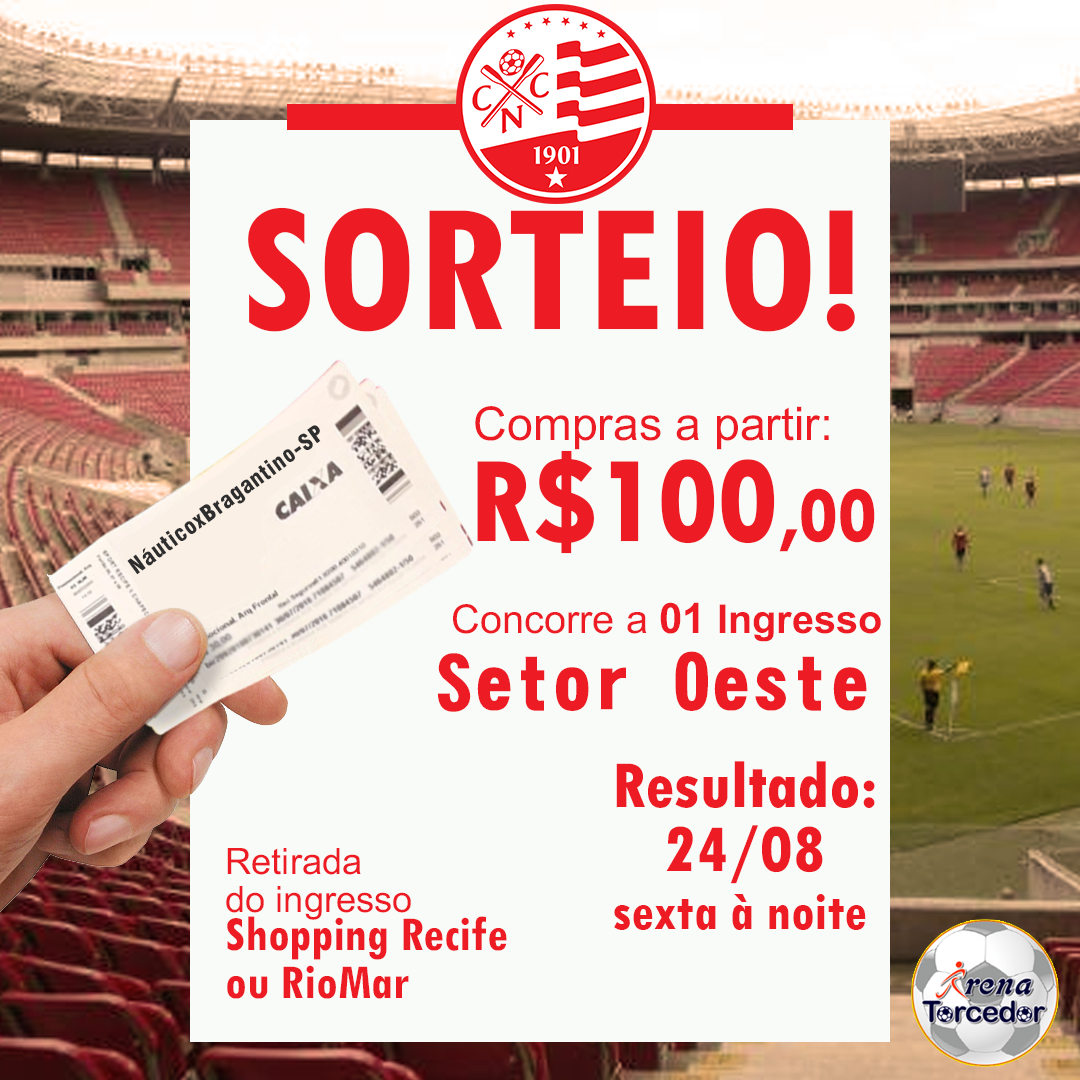 C N C
1901
SORTEIO!
NáuticoxBragantino-SP
CAIXA
Compras a partir:
R$100,00
Concorre a 01 Ingresso
Setor Oeste
Resultado:
24/08
sexta à noite
Retirada
do ingresso
Shopping Recife
ou RioMar
Arena
Torcedor